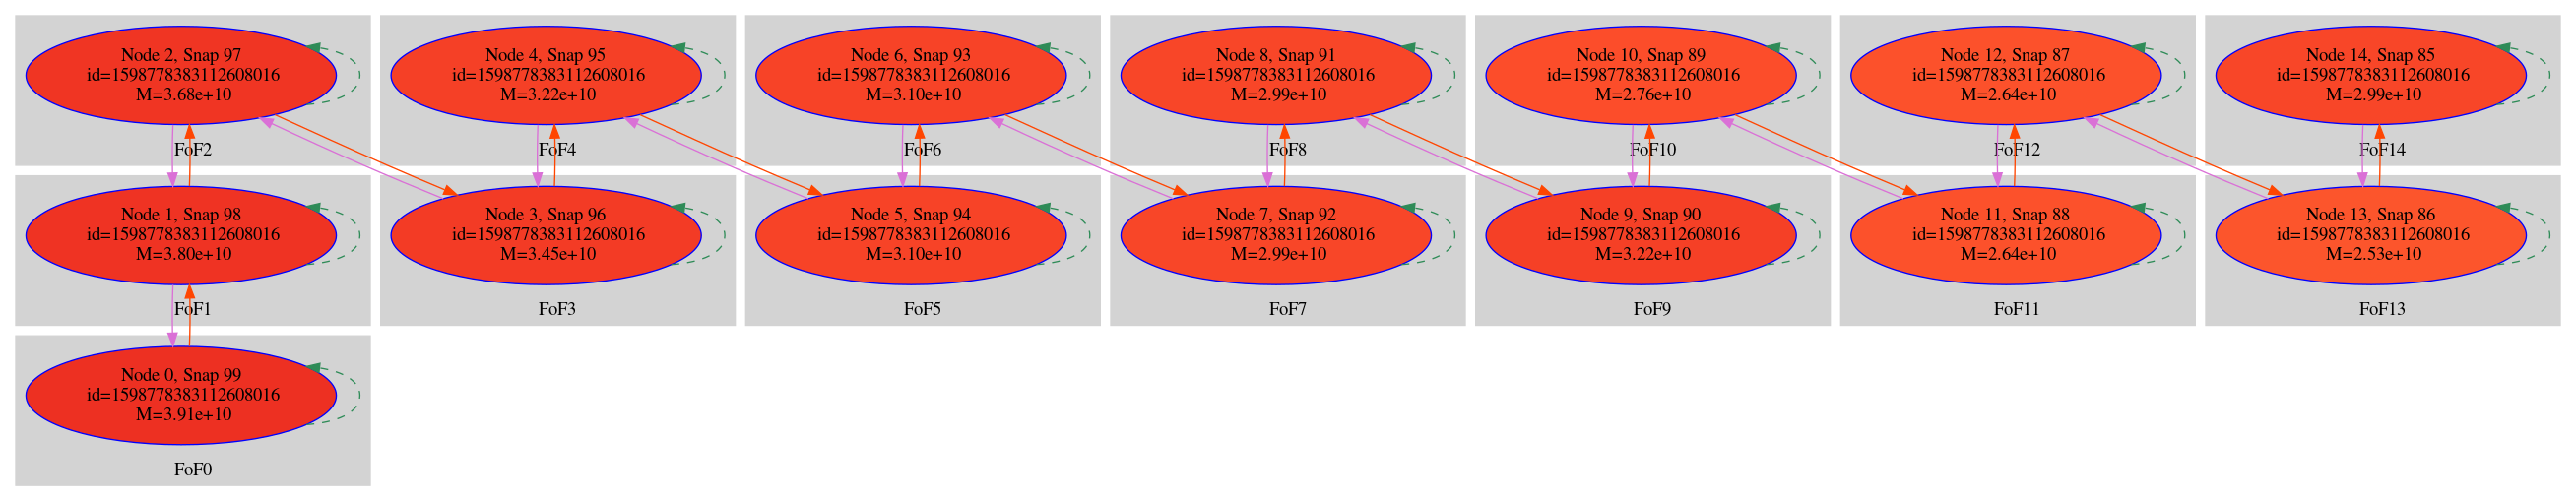 Node 2, Snap 97
id=1598778383112608016
M=3.68e+10
FoF2
Node 4, Snap 95
id=1598778383112608016
M=3.22e+10
FoF4
Node 6, Snap 93
id=1598778383112608016
M=3.10e+10
FoF6
Node 8, Snap 91
id=1598778383112608016
M=2.99e+10
FoF8
Node 10, Snap 89
id=1598778383112608016
M=2.76e+10
FoF10
Node 12, Snap 87
id=1598778383112608016
M=2.64e+10
FoF12
Node 14, Snap 85
id=1598778383112608016
M=2.99e+10
FoF14
Node 1, Snap 98
id=1598778383112608016
M=3.80e+10
FoF1
Node 3, Snap 96
id=1598778383112608016
M=3.45e+10
FoF3
Node 5, Snap 94
id=1598778383112608016
M=3.10e+10
FoF5
Node 7, Snap 92
id=1598778383112608016
M=2.99e+10
FoF7
Node 9, Snap 90
id=1598778383112608016
M=3.22e+10
FoF9
Node 11, Snap 88
id=1598778383112608016
M=2.64e+10
FoF11
Node 13, Snap 86
id=1598778383112608016
M=2.53e+10
FoF13
Node 0, Snap 99
id=1598778383112608016
M=3.91e+10
FoF0